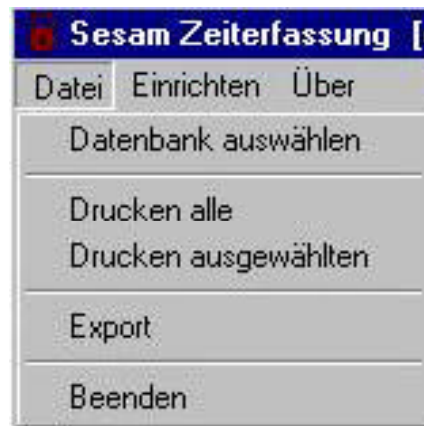 Sesam Zeiterfassung [
Datei Einrichten Über
Datenbank auswählen
Drucken alle
Drucken ausgewählten
Export
Beenden